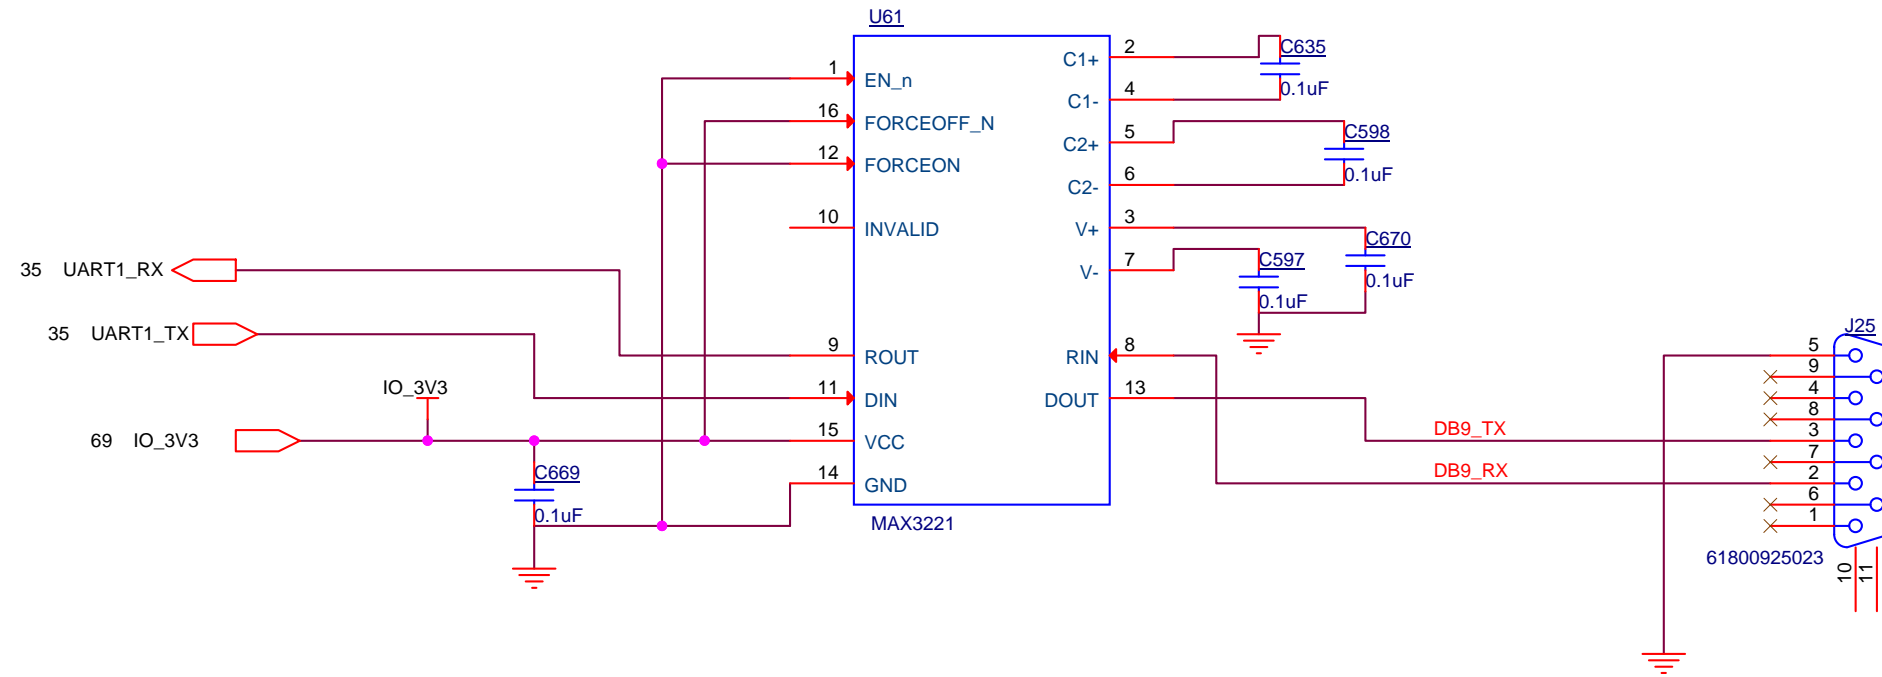 U61
1 EN_n
16 FORCEOFF_N
12 FORCEON
10 INVALID
9 ROUT
11 DIN
15 VCC
14 GND
C1+ 2
C1- 4
C2+ 5
C2- 6
V+ 3
V- 7
RIN 8
DOUT 13
MAX3221
C635
0.1uF
C598
0.1uF
C670
0.1uF
C597
0.1uF
35 UART1_RX
35 UART1_TX
IO_3V3
69 IO_3V3
C669
0.1uF
DB9_TX
DB9_RX
J25
5
9
4
8
3
7
2
6
1
61800925023
10
11